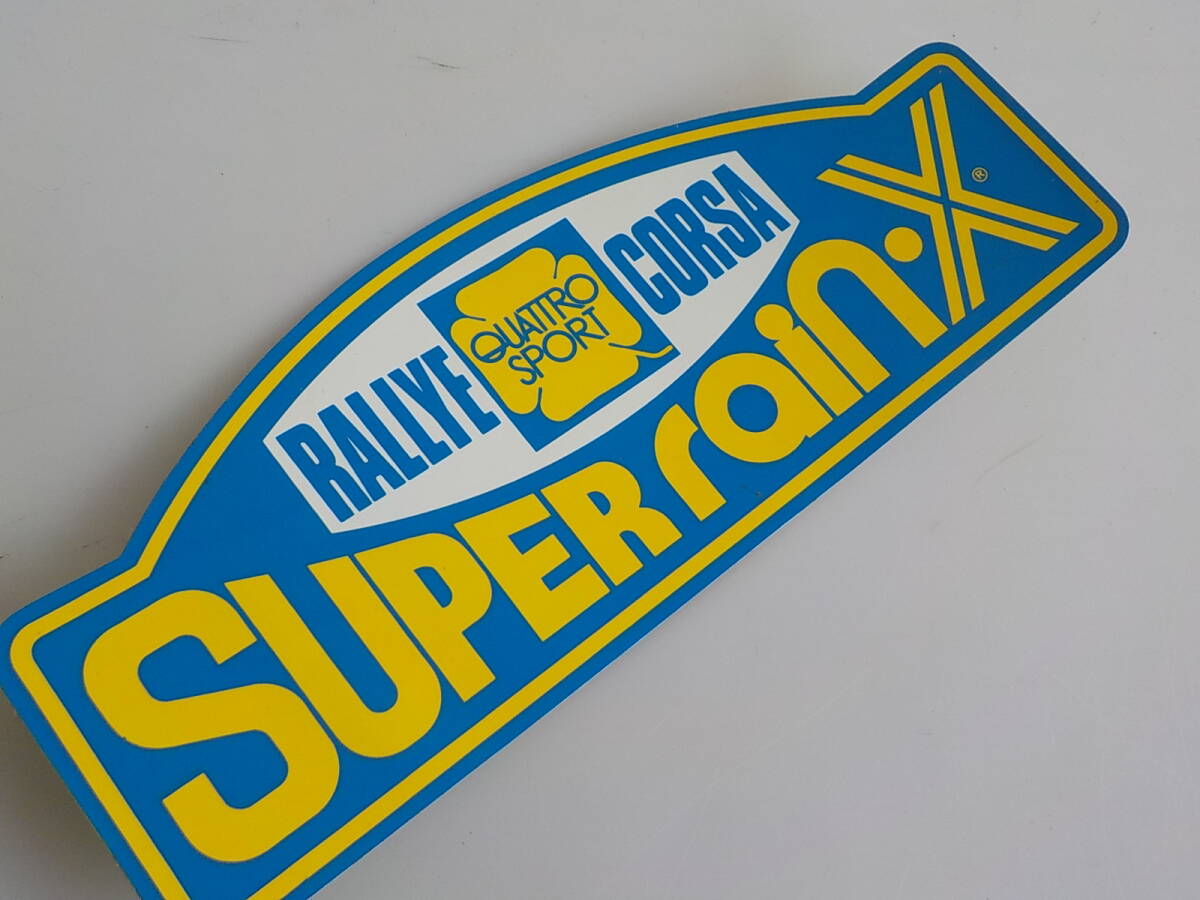 RALLYE QUATTRO SPORT CORSA
SUPER rain·X ®